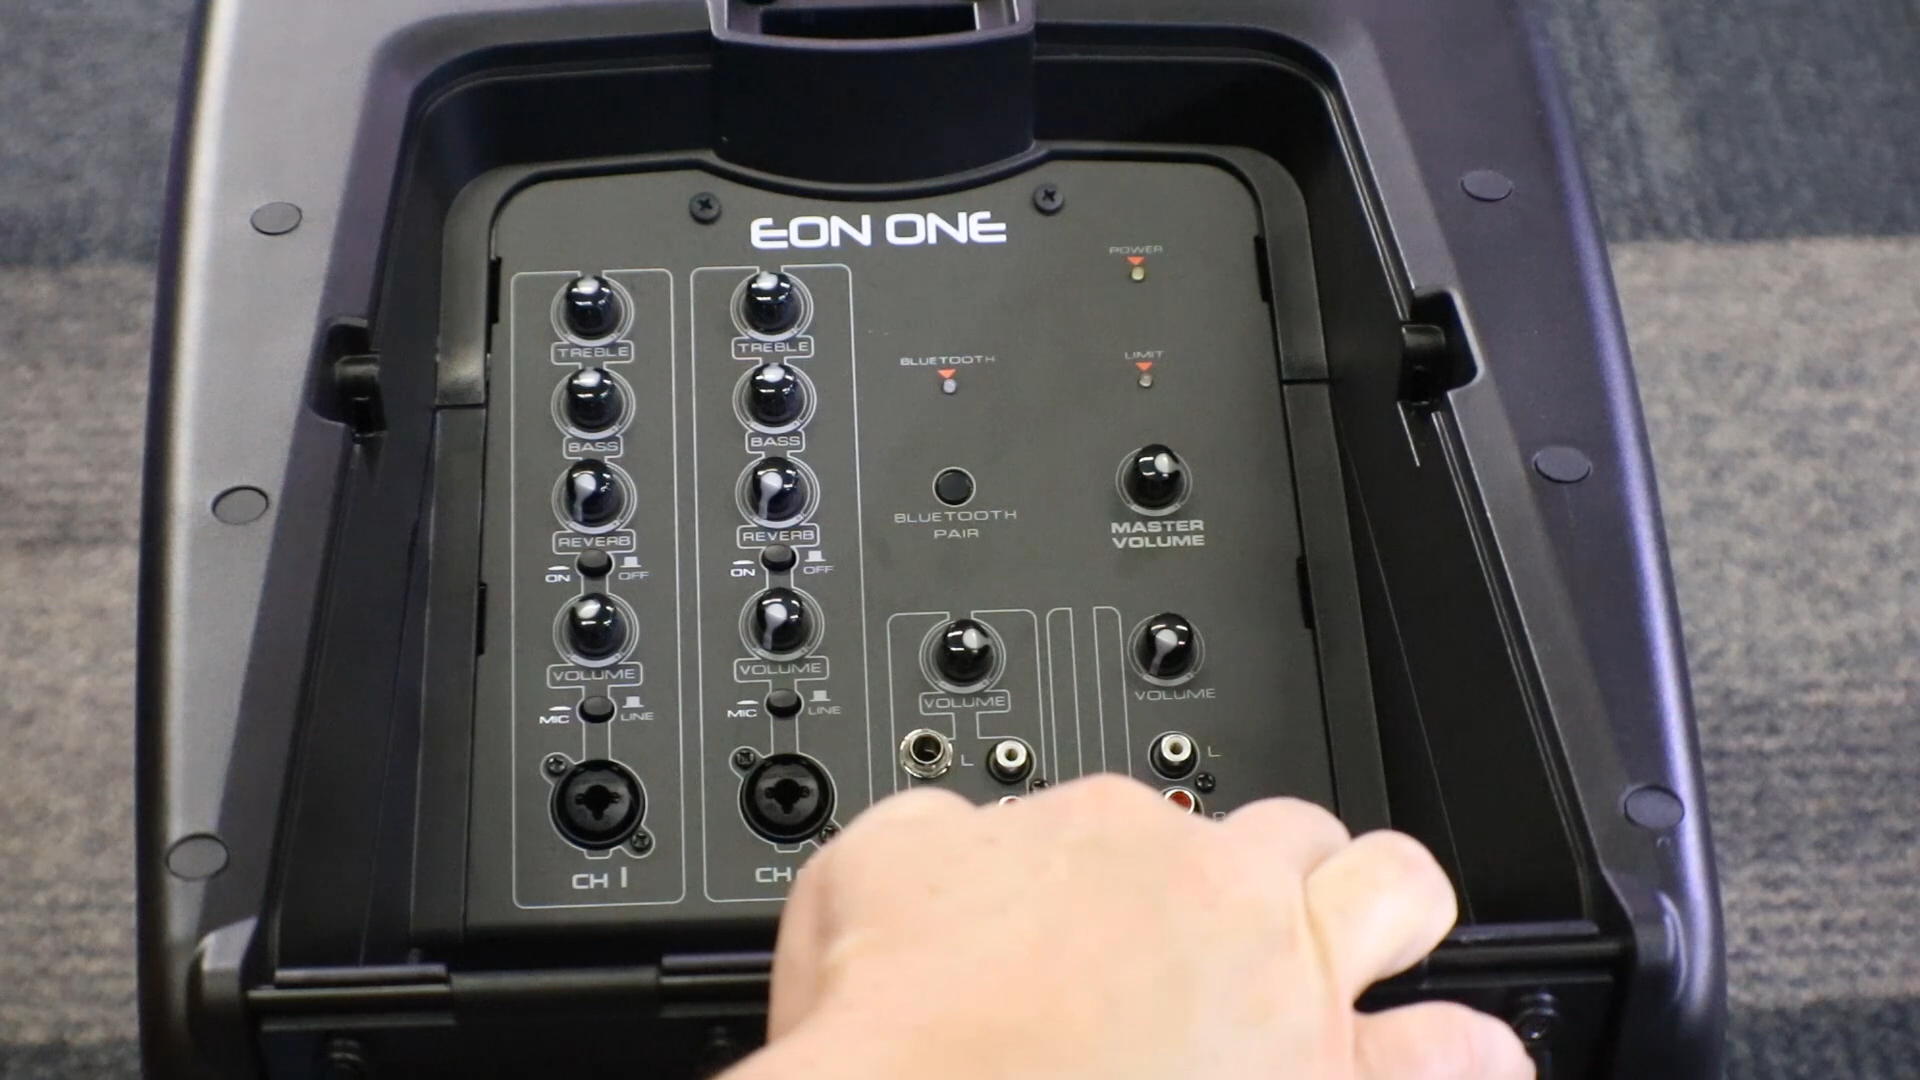 EON ONE
TREBLE
BASS
REVERB
ON OFF
VOLUME
MIC LINE
CH 1
TREBLE
BASS
REVERB
ON OFF
VOLUME
MIC LINE
CH
POWER
BLUETOOTH
LIMIT
BLUETOOTH
PAIR
MASTER
VOLUME
VOLUME
L
VOLUME
L